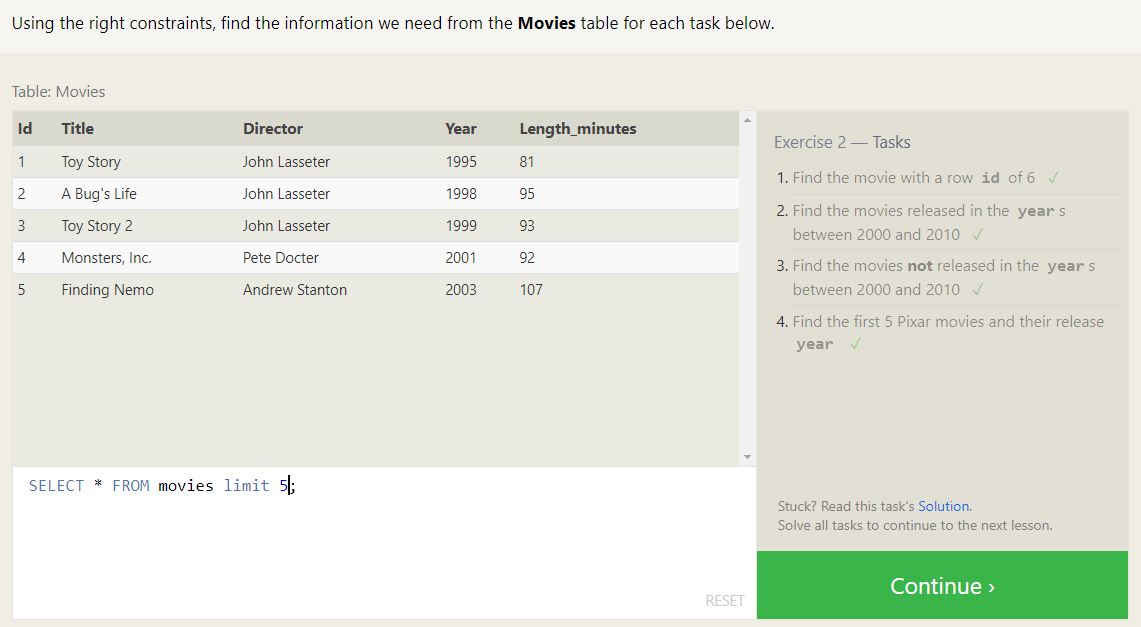 Using the right constraints, find the information we need from the Movies table for each task below.
Table: Movies
Id Title Director Year Length_minutes
1 Toy Story John Lasseter 1995 81
2 A Bug's Life John Lasseter 1998 95
3 Toy Story 2 John Lasseter 1999 93
4 Monsters, Inc. Pete Docter 2001 92
5 Finding Nemo Andrew Stanton 2003 107
SELECT * FROM movies limit 5;
RESET
Exercise 2 — Tasks
1. Find the movie with a row id of 6 ✓
2. Find the movies released in the year s
between 2000 and 2010 ✓
3. Find the movies not released in the year s
between 2000 and 2010 ✓
4. Find the first 5 Pixar movies and their release
year ✓
Stuck? Read this task's Solution.
Solve all tasks to continue to the next lesson.
Continue ›